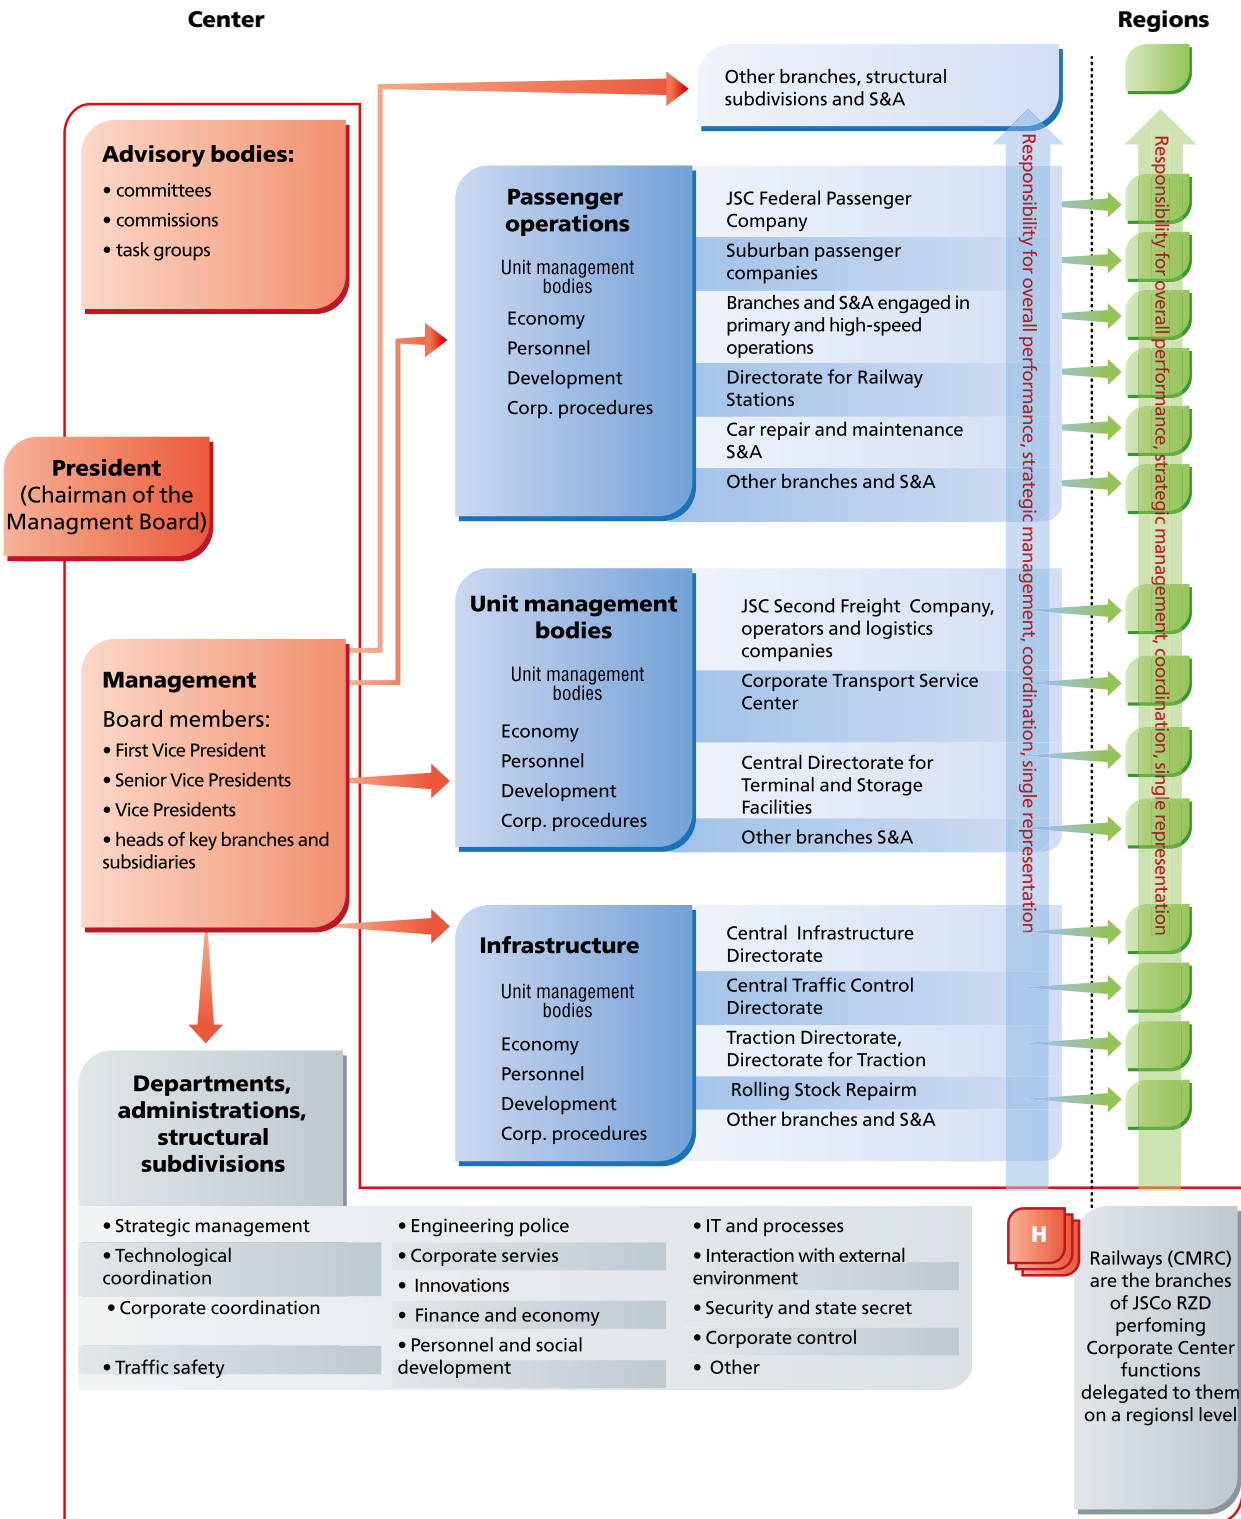 Center
Regions
Other branches, structural
subdivisions and S&A
Advisory bodies:
• committees
• commissions
• task groups
President
(Chairman of the
Managment Board)
Management
Board members:
• First Vice President
• Senior Vice Presidents
• Vice Presidents
• heads of key branches and
subsidiaries
Passenger
operations
Unit management
bodies
Economy
Personnel
Development
Corp. procedures
JSC Federal Passenger
Company
Suburban passenger
companies
Branches and S&A engaged in
primary and high-speed
operations
Directorate for Railway
Stations
Car repair and maintenance
S&A
Other branches and S&A
Unit management
bodies
Unit management
bodies
Economy
Personnel
Development
Corp. procedures
JSC Second Freight Company,
operators and logistics
companies
Corporate Transport Service
Center
Central Directorate for
Terminal and Storage
Facilities
Other branches S&A
Infrastructure
Unit management
bodies
Economy
Personnel
Development
Corp. procedures
Central Infrastructure
Directorate
Central Traffic Control
Directorate
Traction Directorate,
Directorate for Traction
Rolling Stock Repairm
Other branches and S&A
Responsibility for overall performance, strategic management, coordination, single representation
Responsibility for overall performance, strategic management, coordination, single representation
Departments,
administrations,
structural
subdivisions
• Strategic management
• Technological
coordination
• Corporate coordination
• Traffic safety
• Engineering police
• Corporate servies
• Innovations
• Finance and economy
• Personnel and social
development
• IT and processes
• Interaction with external
environment
• Security and state secret
• Corporate control
• Other
H
Railways (CMRC)
are the branches
of JSCo RZD
perfoming
Corporate Center
functions
delegated to them
on a regionsl level